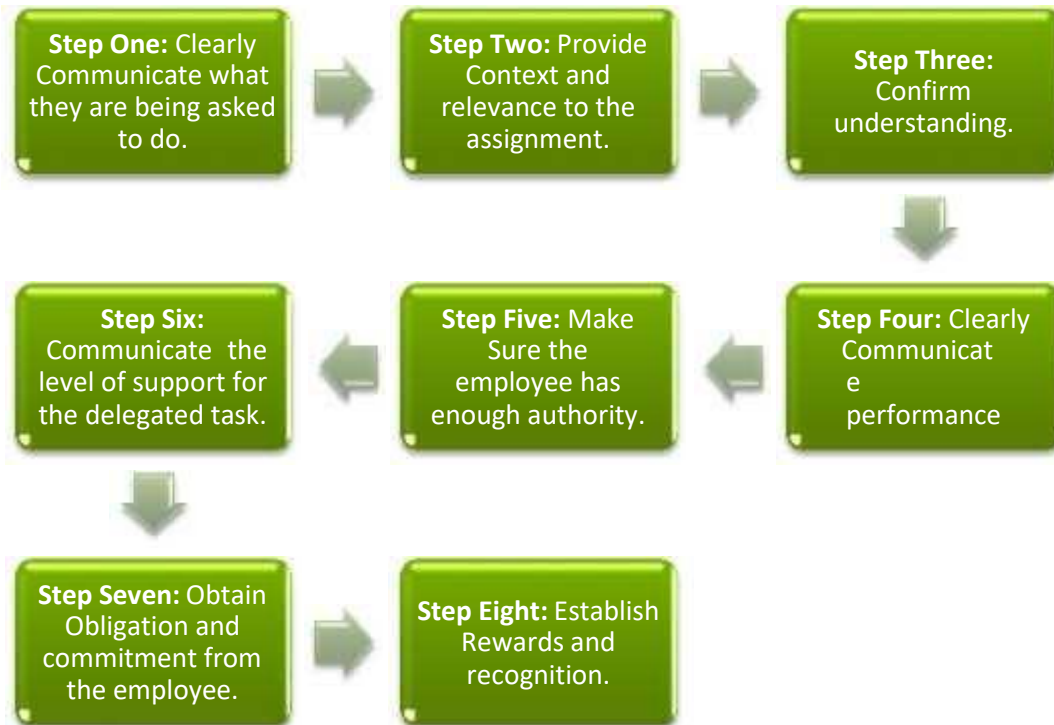 Step One: Clearly
Communicate what
they are being asked
to do.
Step Two: Provide
Context and
relevance to the
assignment.
Step Three:
Confirm
understanding.
Step Four: Clearly
Communicat
e
performance
Step Five: Make
Sure the
employee has
enough authority.
Step Six:
Communicate the
level of support for
the delegated task.
Step Seven: Obtain
Obligation and
commitment from
the employee.
Step Eight: Establish
Rewards and
recognition.